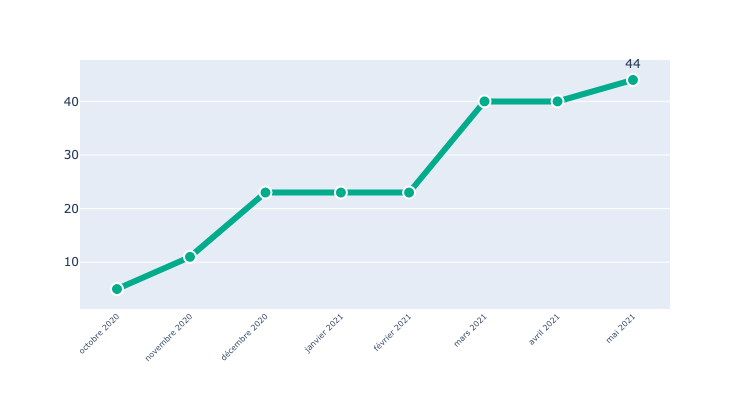 44
40
30
20
10
octobre 2020
novembre 2020
décembre 2020
janvier 2021
février 2021
mars 2021
avril 2021
mai 2021